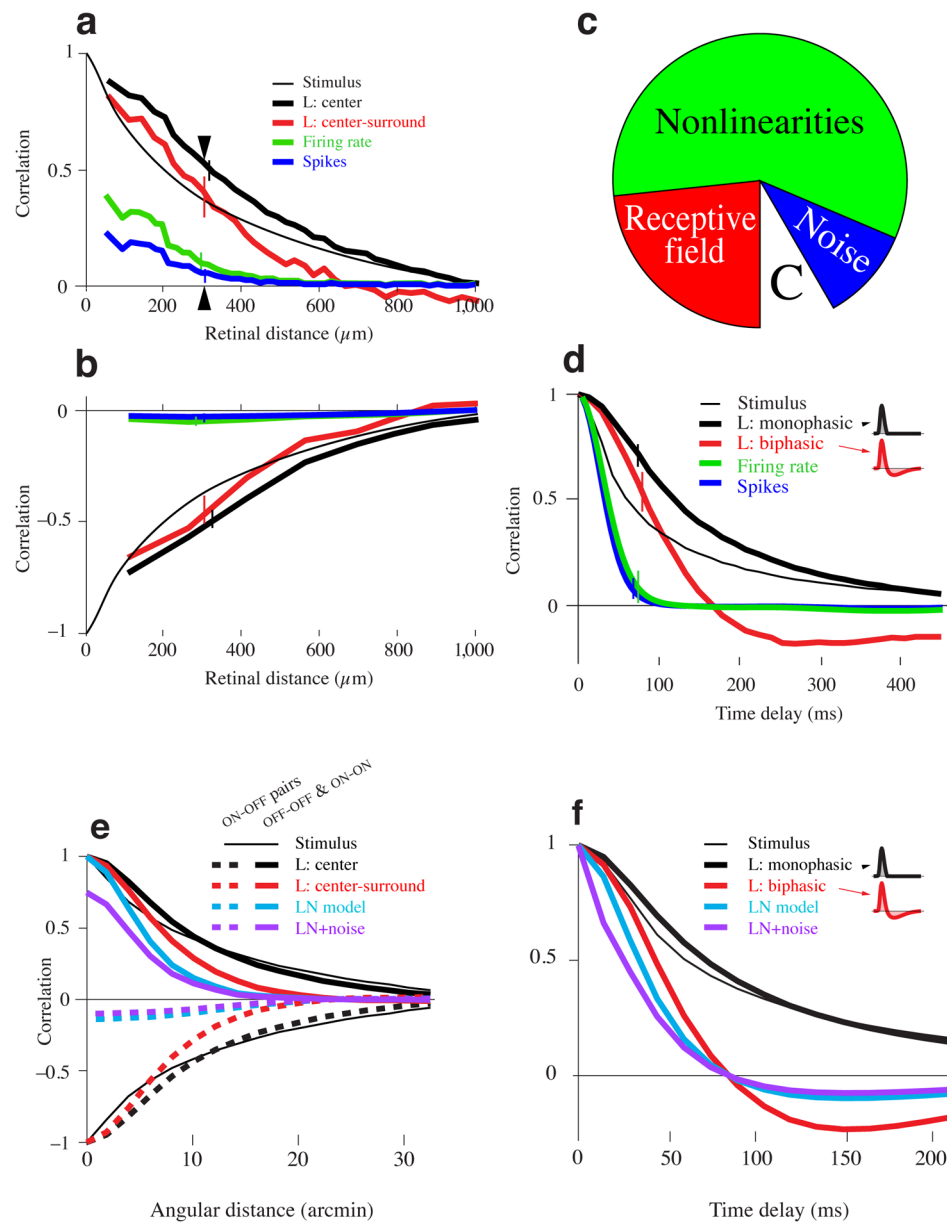 a
1
0.5
0
Correlation
Stimulus
L: center
L: center-surround
Firing rate
Spikes
0 200 400 600 800 1,000
Retinal distance (μm)
c
Nonlinearities
Receptive
field
C
Noise
b
0
−0.5
−1
Correlation
0 200 400 600 800 1,000
Retinal distance (μm)
d
1
0.5
0
Correlation
Stimulus
L: monophasic
L: biphasic
Firing rate
Spikes
0 100 200 300 400
Time delay (ms)
e
ON-OFF pairs
OFF-OFF & ON-ON
Stimulus
L: center
L: center-surround
LN model
LN+noise
1
0.5
0
−0.5
−1
Correlation
0 10 20 30
Angular distance (arcmin)
f
1
0.5
0
Stimulus
L: monophasic
L: biphasic
LN model
LN+noise
0 50 100 150 200
Time delay (ms)